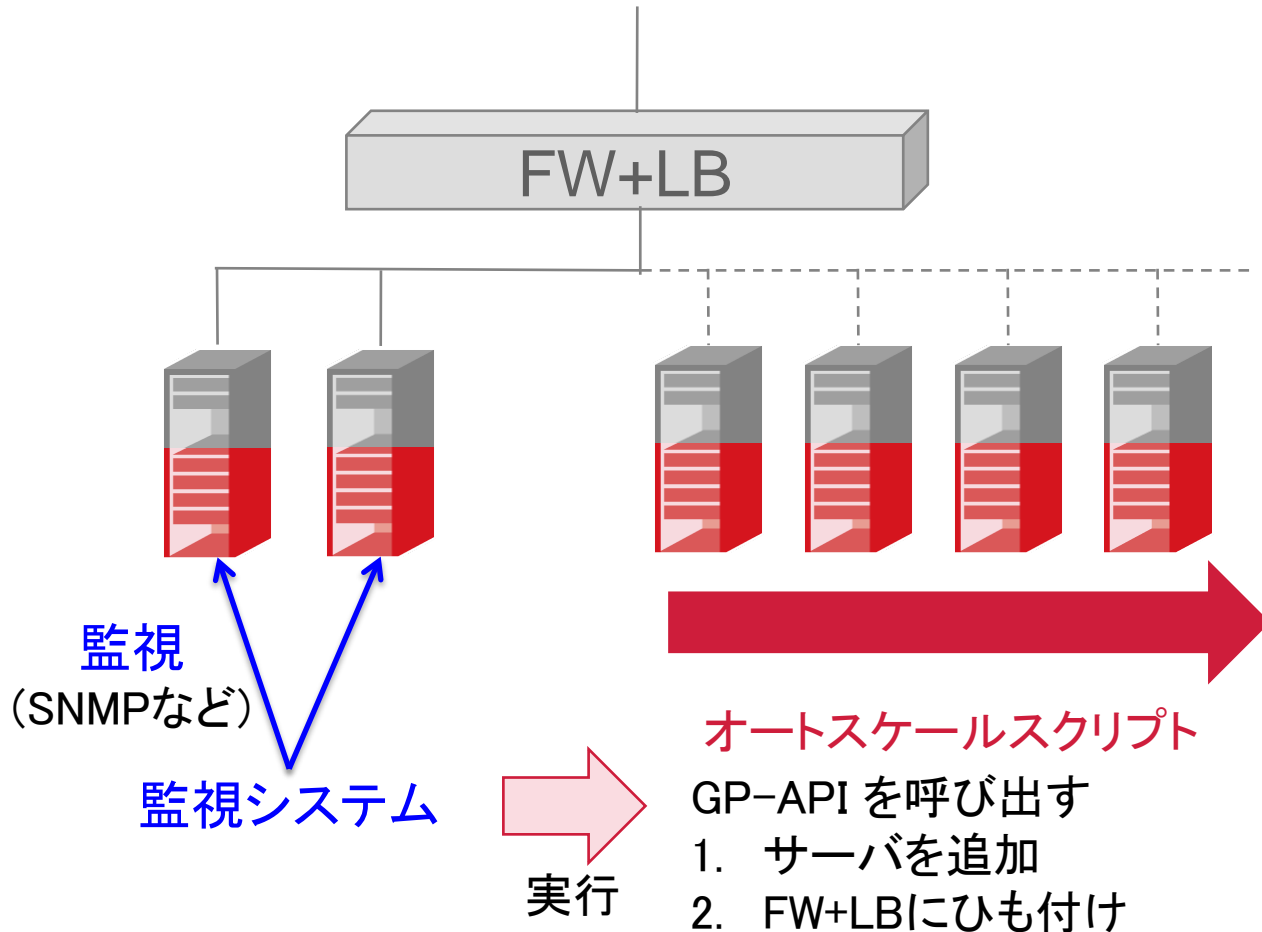 FW+LB
監視
(SNMPなど)
監視システム
実行
オートスケールスクリプト
GP-API を呼び出す
1. サーバを追加
2. FW+LBにひも付け